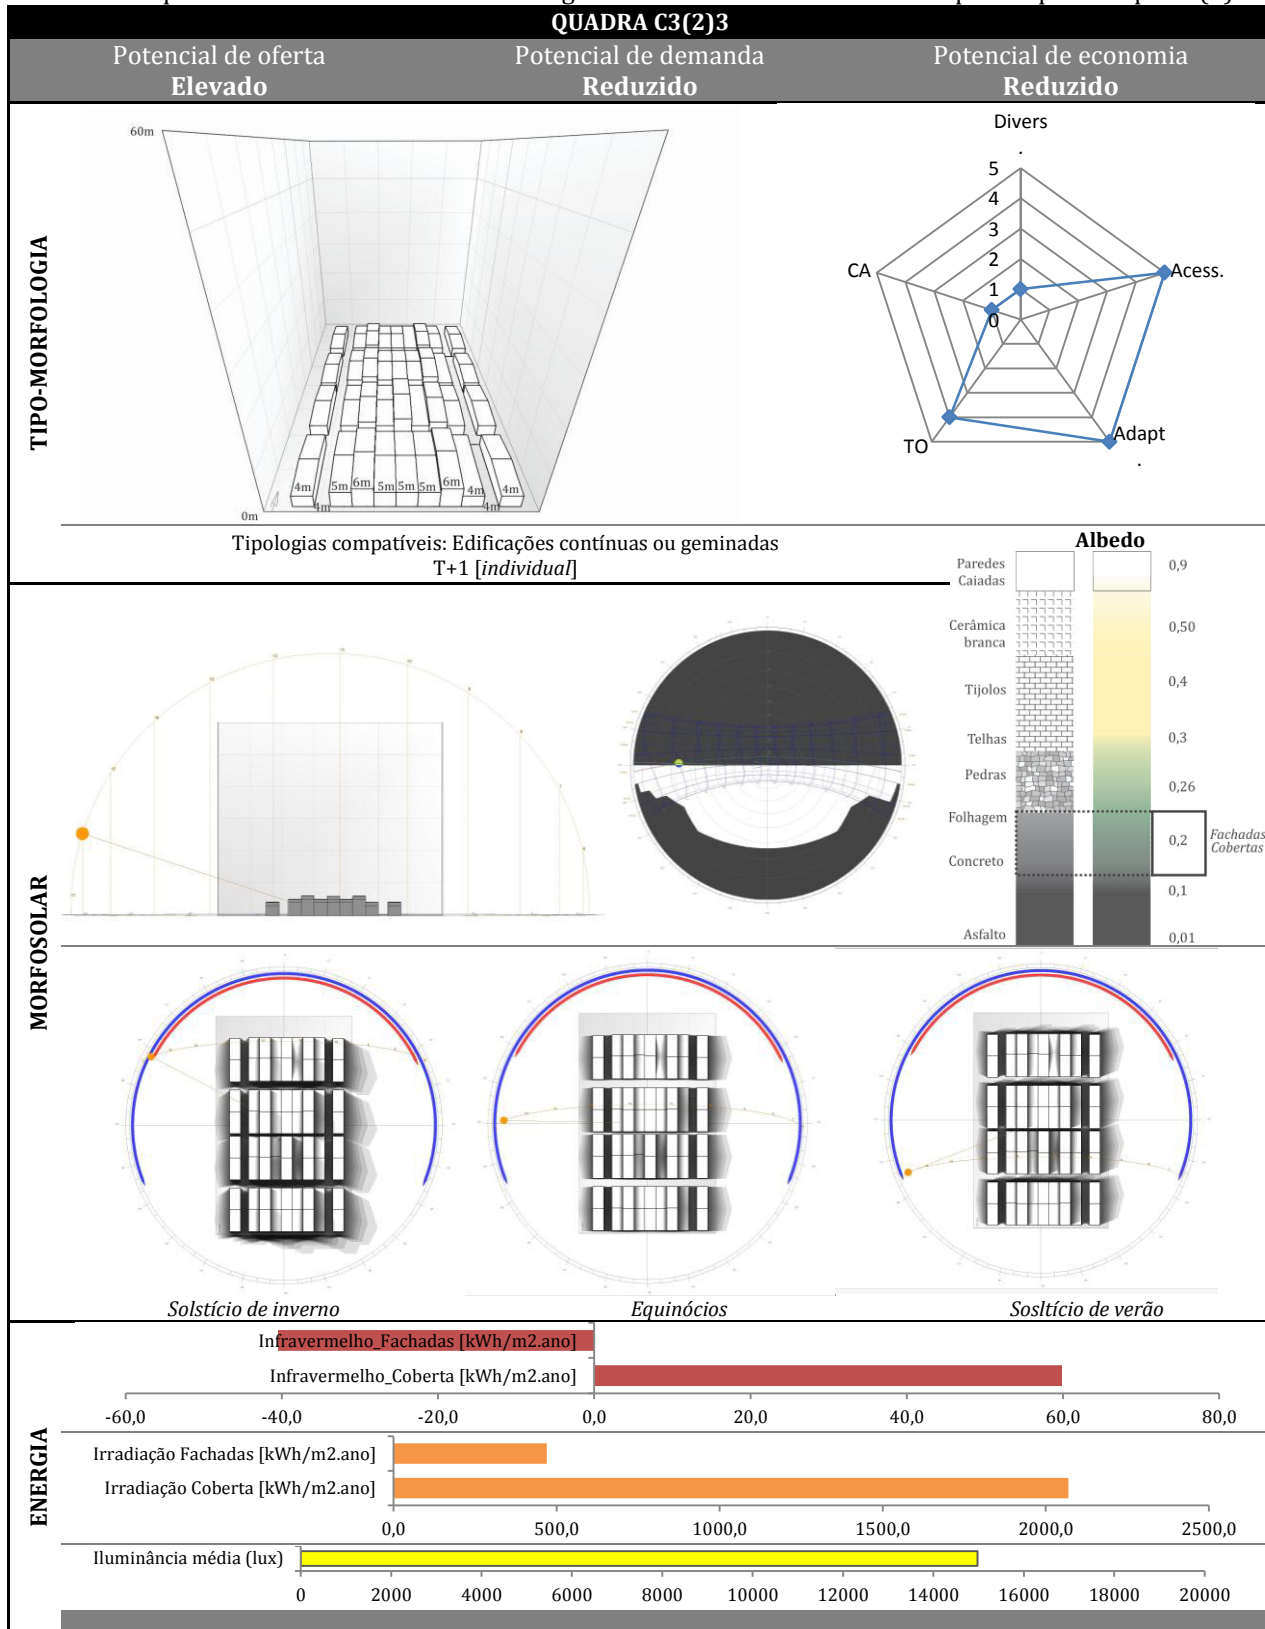 QUADRA C3(2)3
Potencial de oferta
Elevado
Potencial de demanda
Reduzido
Potencial de economia
Reduzido
TIPO-MORFOLOGIA
60m
0m
4m
4m
5m
6m
5m
5m
5m
6m
4m
4m
4m
Divers
.
5
4
3
2
1
0
CA
Acess.
TO
Adapt
.
Tipologias compatíveis: Edificações contínuas ou geminadas
T+1 [individual]
MORFOSOLAR
Albedo
Paredes
Caiadas
0,9
Cerâmica
branca
0,50
Tijolos
0,4
Telhas
0,3
Pedras
0,26
Folhagem
0,2
Fachadas
Cobertas
Concreto
0,1
Asfalto
0,01
Solstício de inverno
Equinócios
Sosltício de verão
ENERGIA
Infravermelho_Fachadas [kWh/m2.ano]
Infravermelho_Coberta [kWh/m2.ano]
-60,0 -40,0 -20,0 0,0 20,0 40,0 60,0 80,0
Irradiação Fachadas [kWh/m2.ano]
Irradiação Coberta [kWh/m2.ano]
0,0 500,0 1000,0 1500,0 2000,0 2500,0
Iluminância média (lux)
0 2000 4000 6000 8000 10000 12000 14000 16000 18000 20000